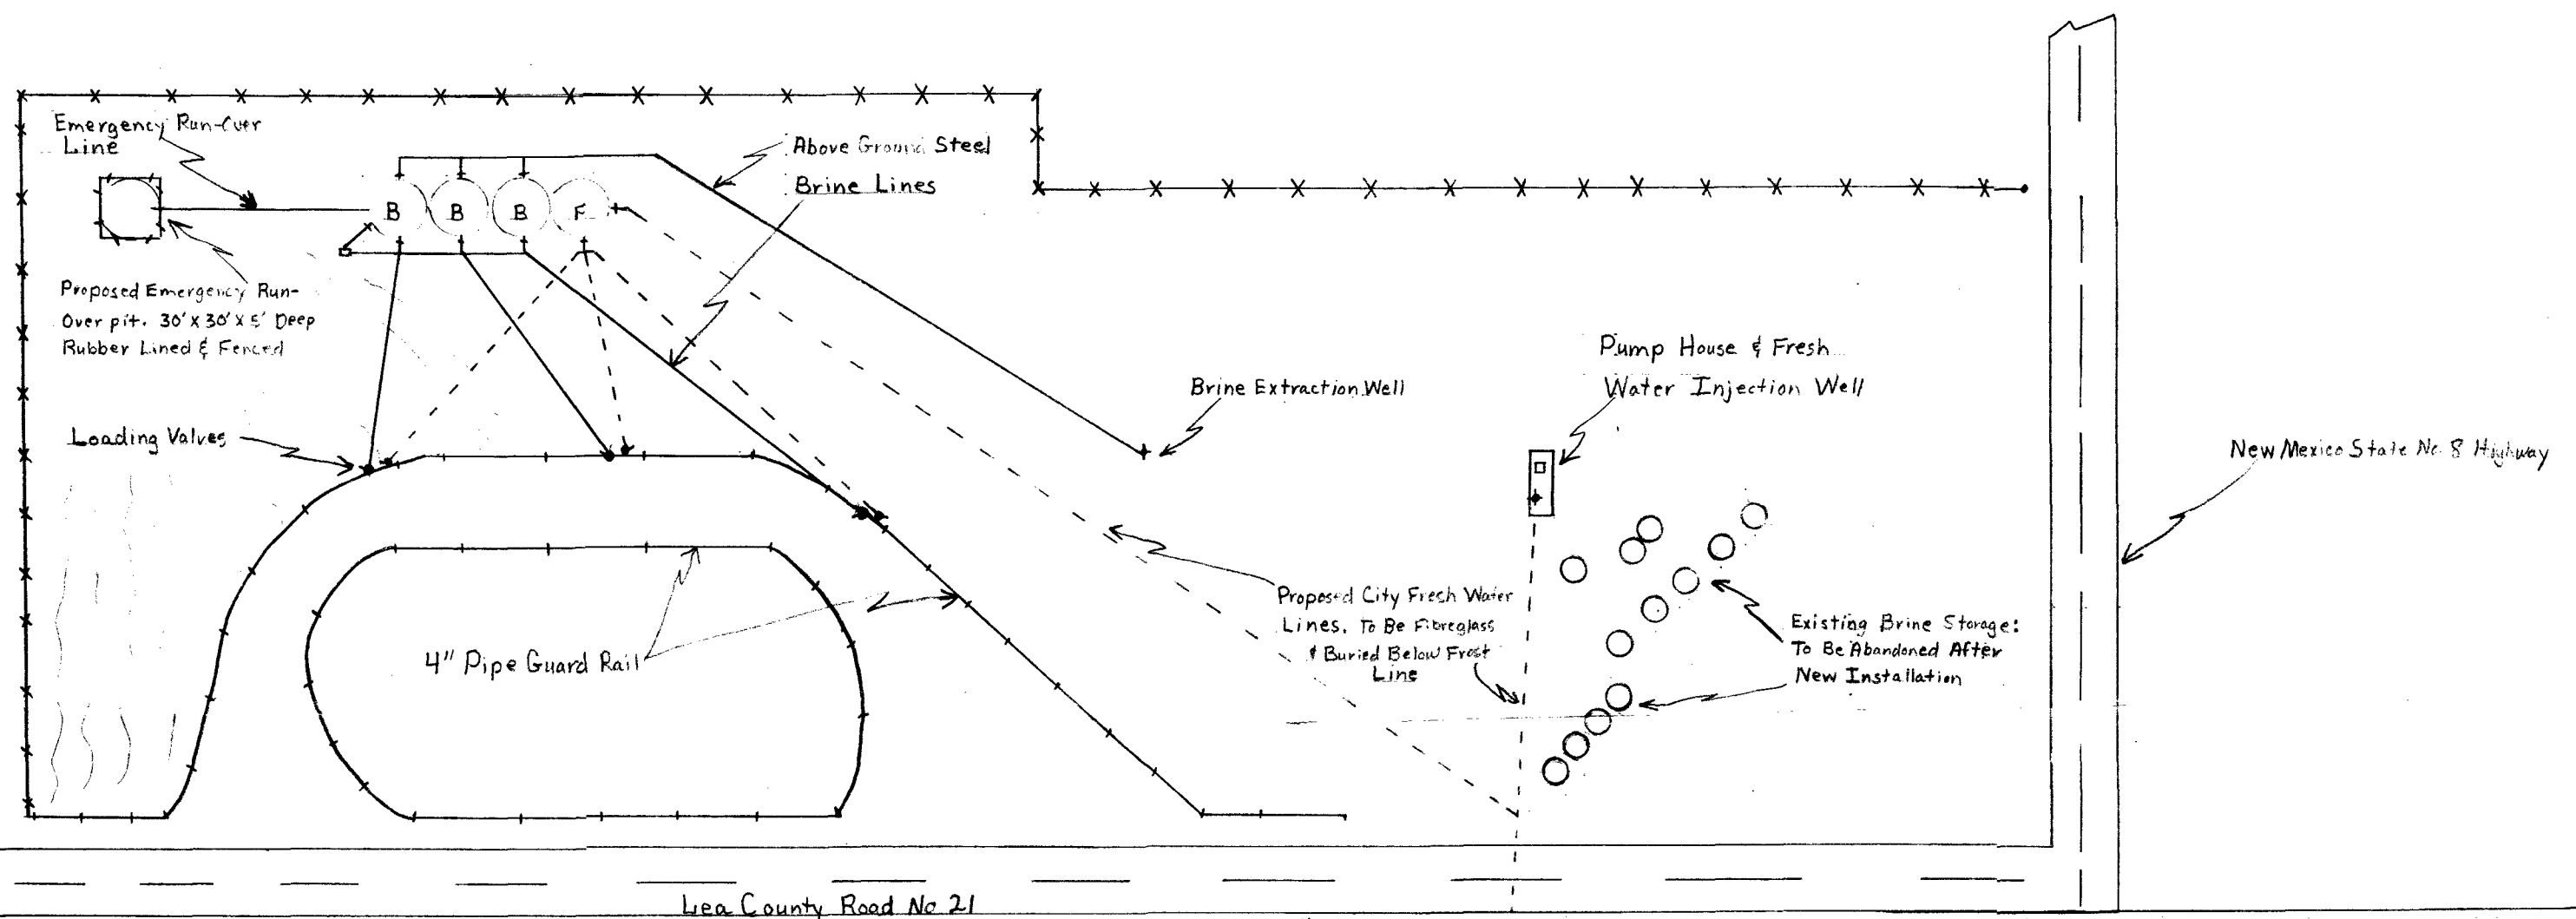 Emergency Run-Over
Line
Above Ground Steel
Brine Lines
B B B F
Proposed Emergency Run-
Over pit. 30' x 30' x 5' Deep
Rubber Lined & Fenced
Pump House & Fresh
Water Injection Well
Brine Extraction Well
Loading Valves
New Mexico State No. 8 Highway
Proposed City Fresh Water
Lines. To Be Fibreglass
& Buried Below Frost
Line
Existing Brine Storage:
To Be Abandoned After
New Installation
4" Pipe Guard Rail
Lea County Road No 21